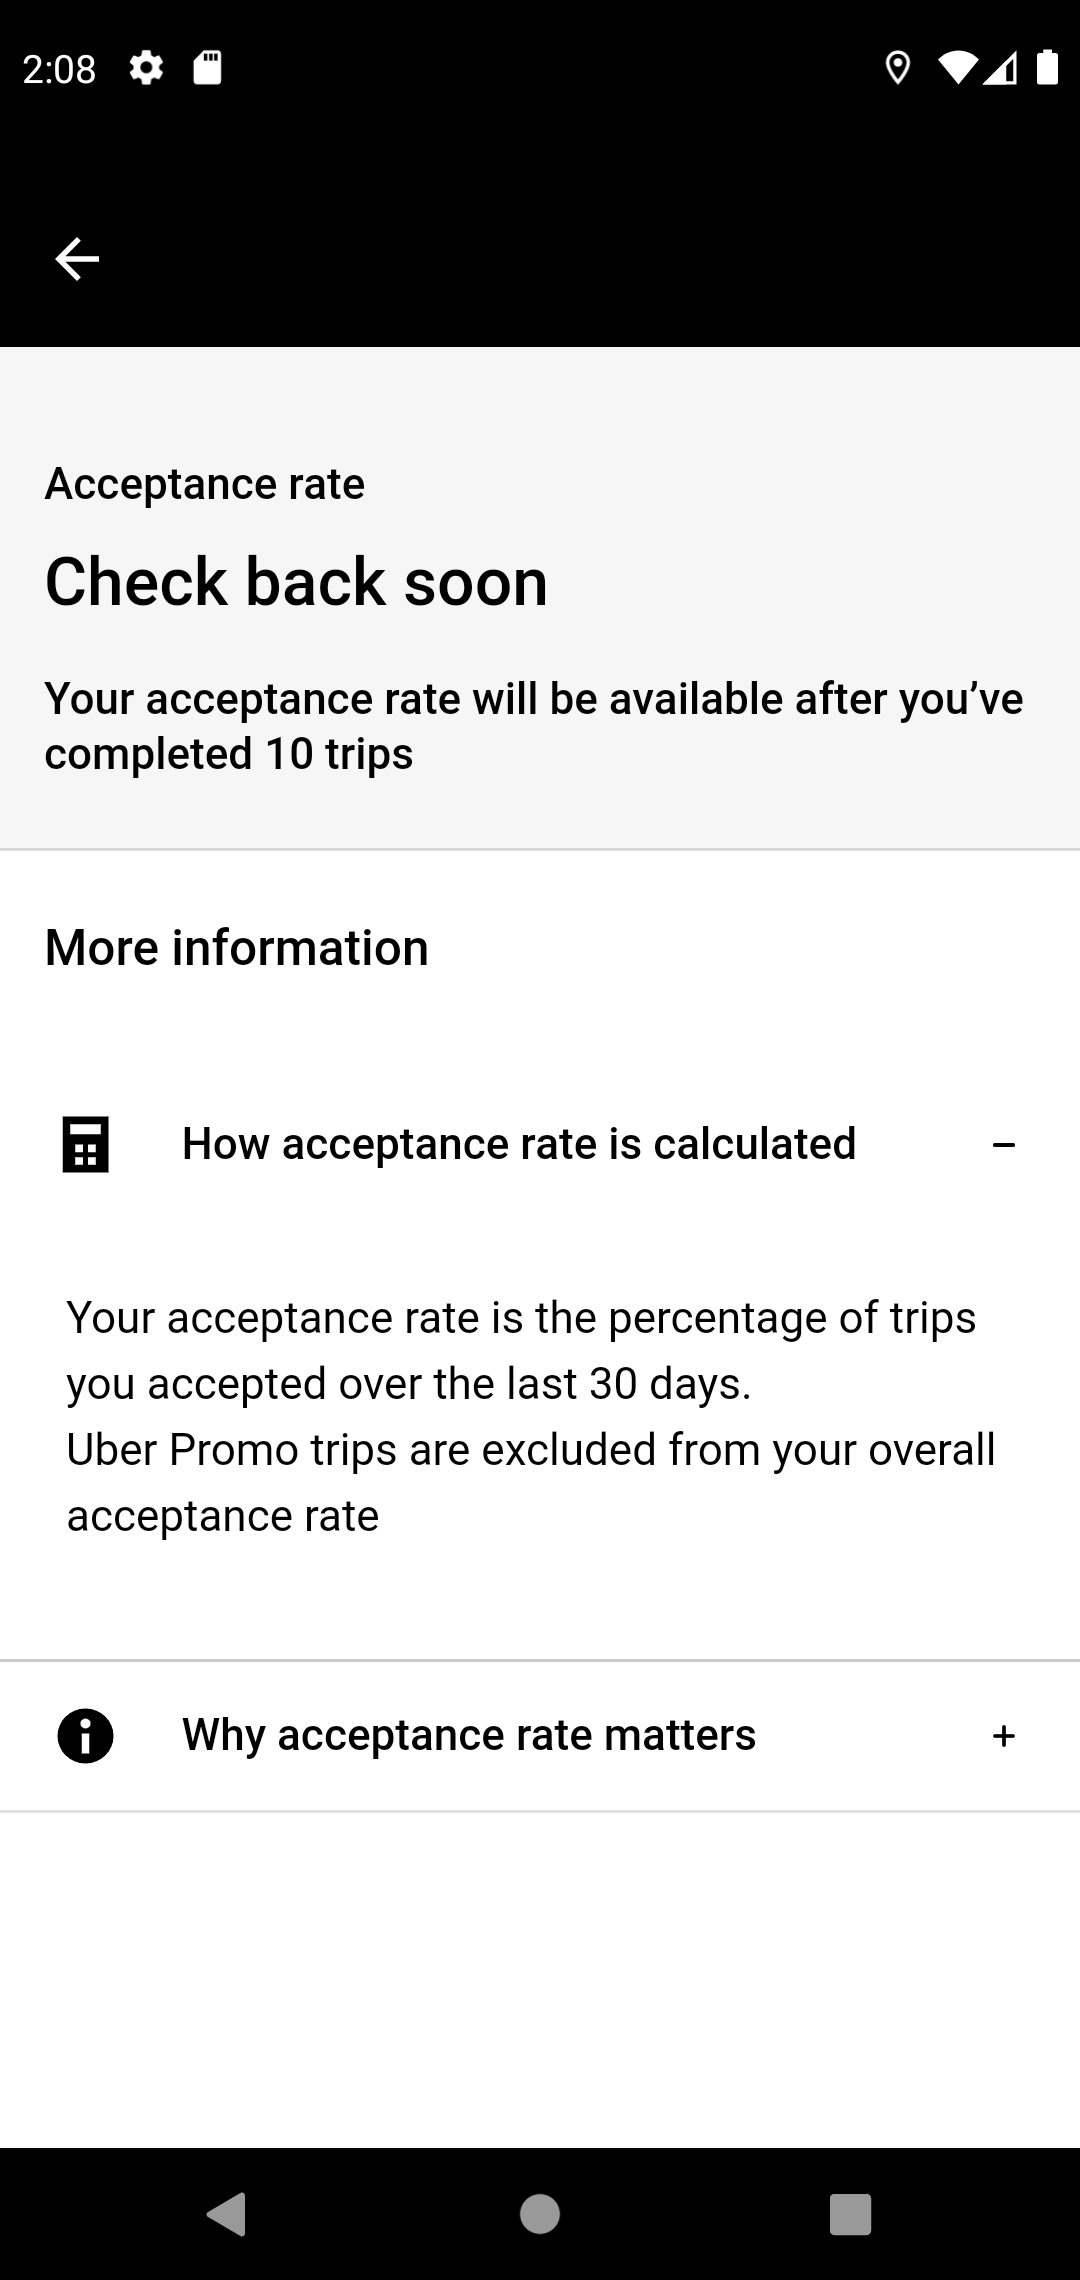 2:08
Acceptance rate
Check back soon
Your acceptance rate will be available after you’ve
completed 10 trips
More information
How acceptance rate is calculated
Your acceptance rate is the percentage of trips
you accepted over the last 30 days.
Uber Promo trips are excluded from your overall
acceptance rate
Why acceptance rate matters